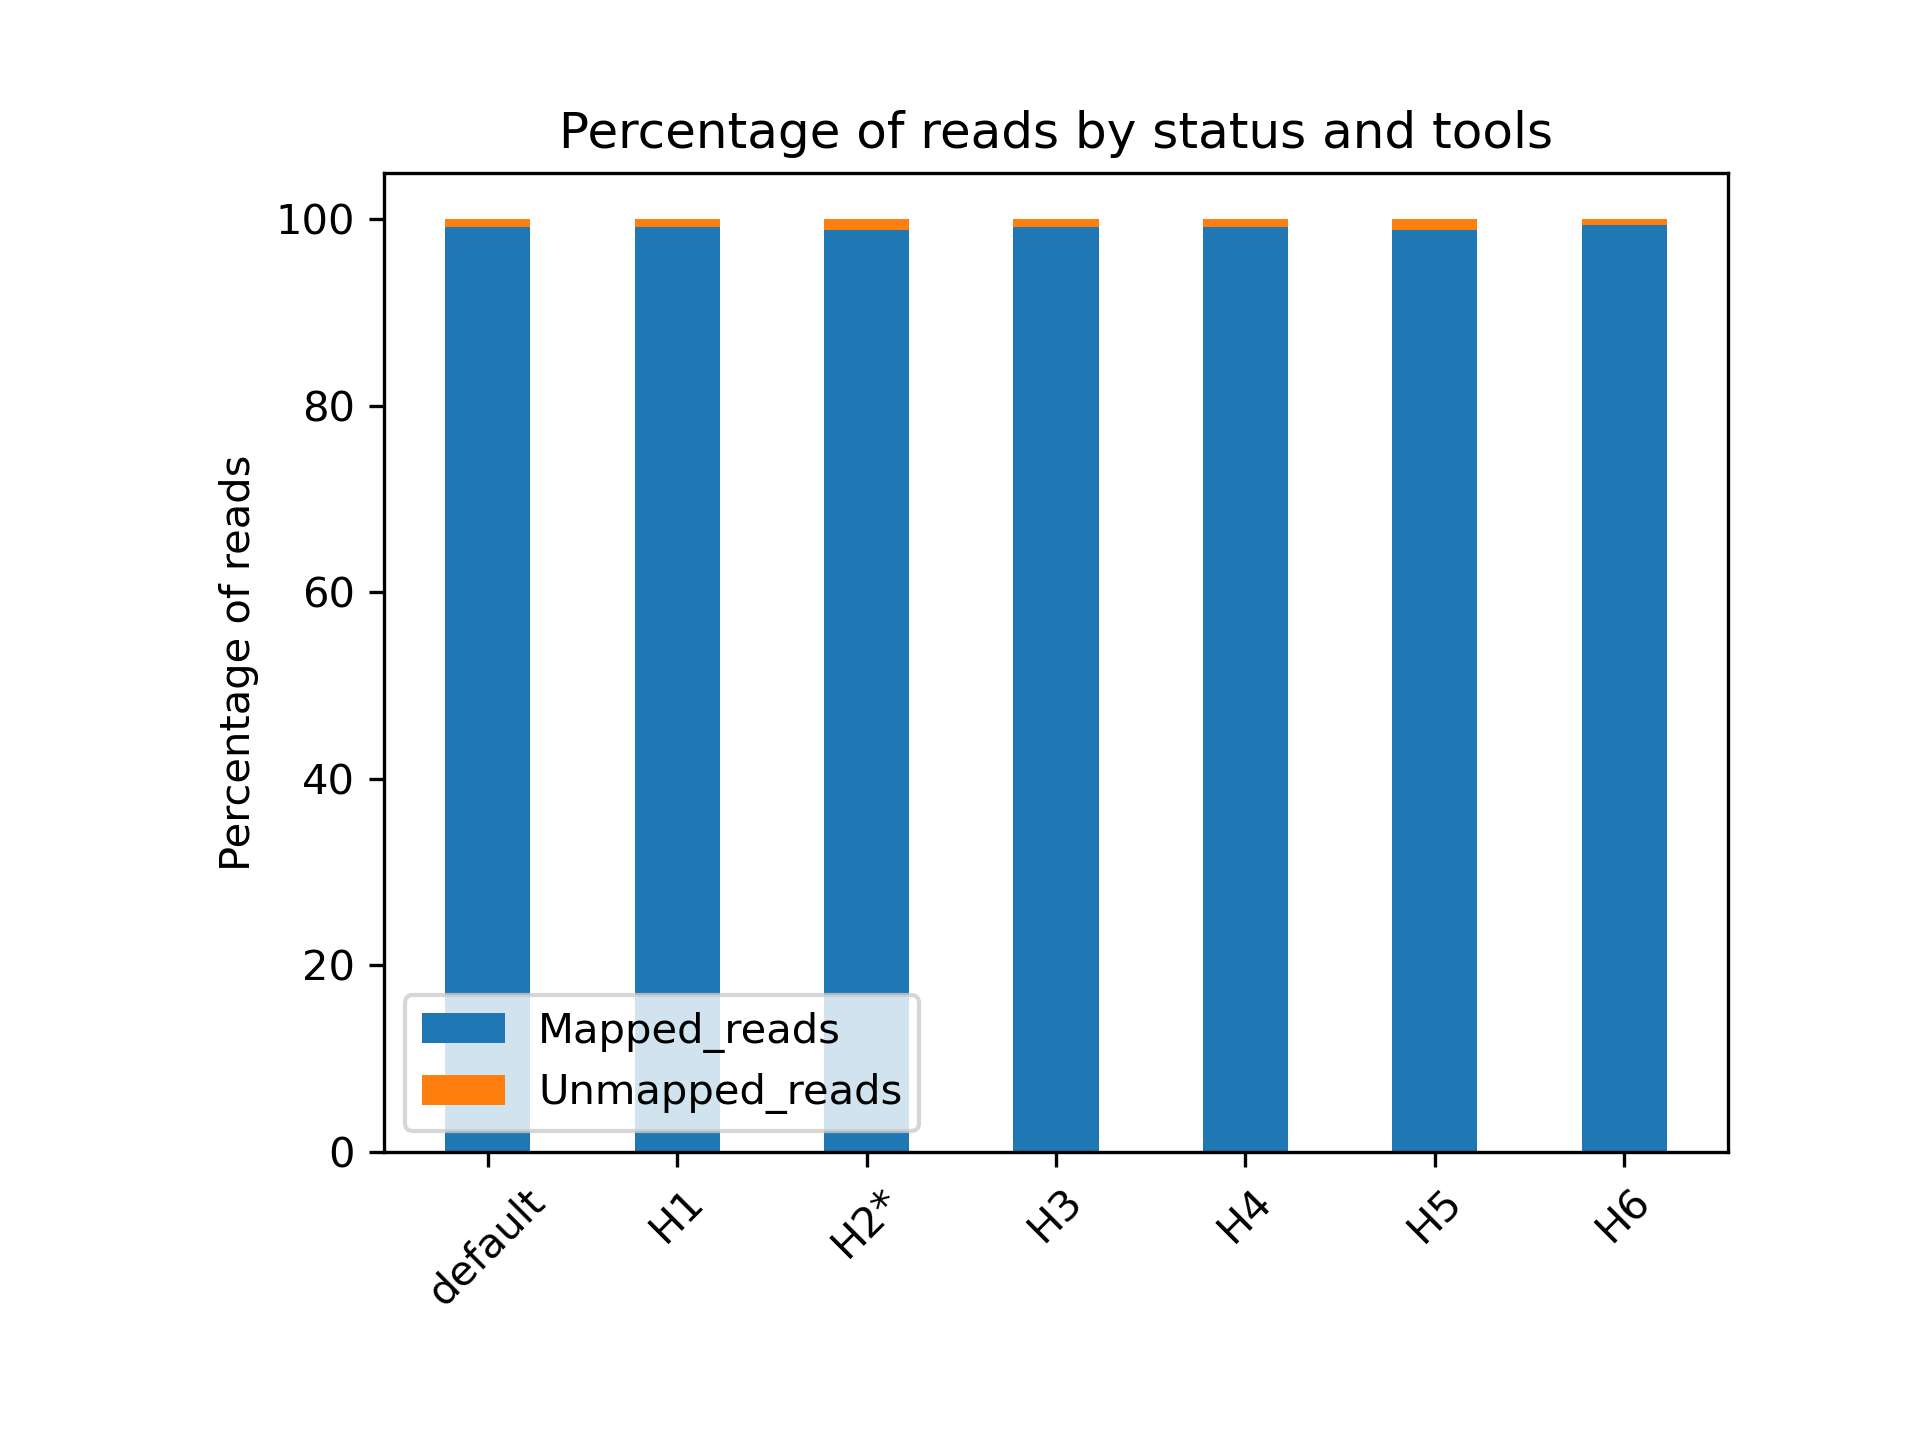 Percentage of reads by status and tools
Percentage of reads
100
80
60
40
20
0
Mapped_reads
Unmapped_reads
default
H1
H2*
H3
H4
H5
H6